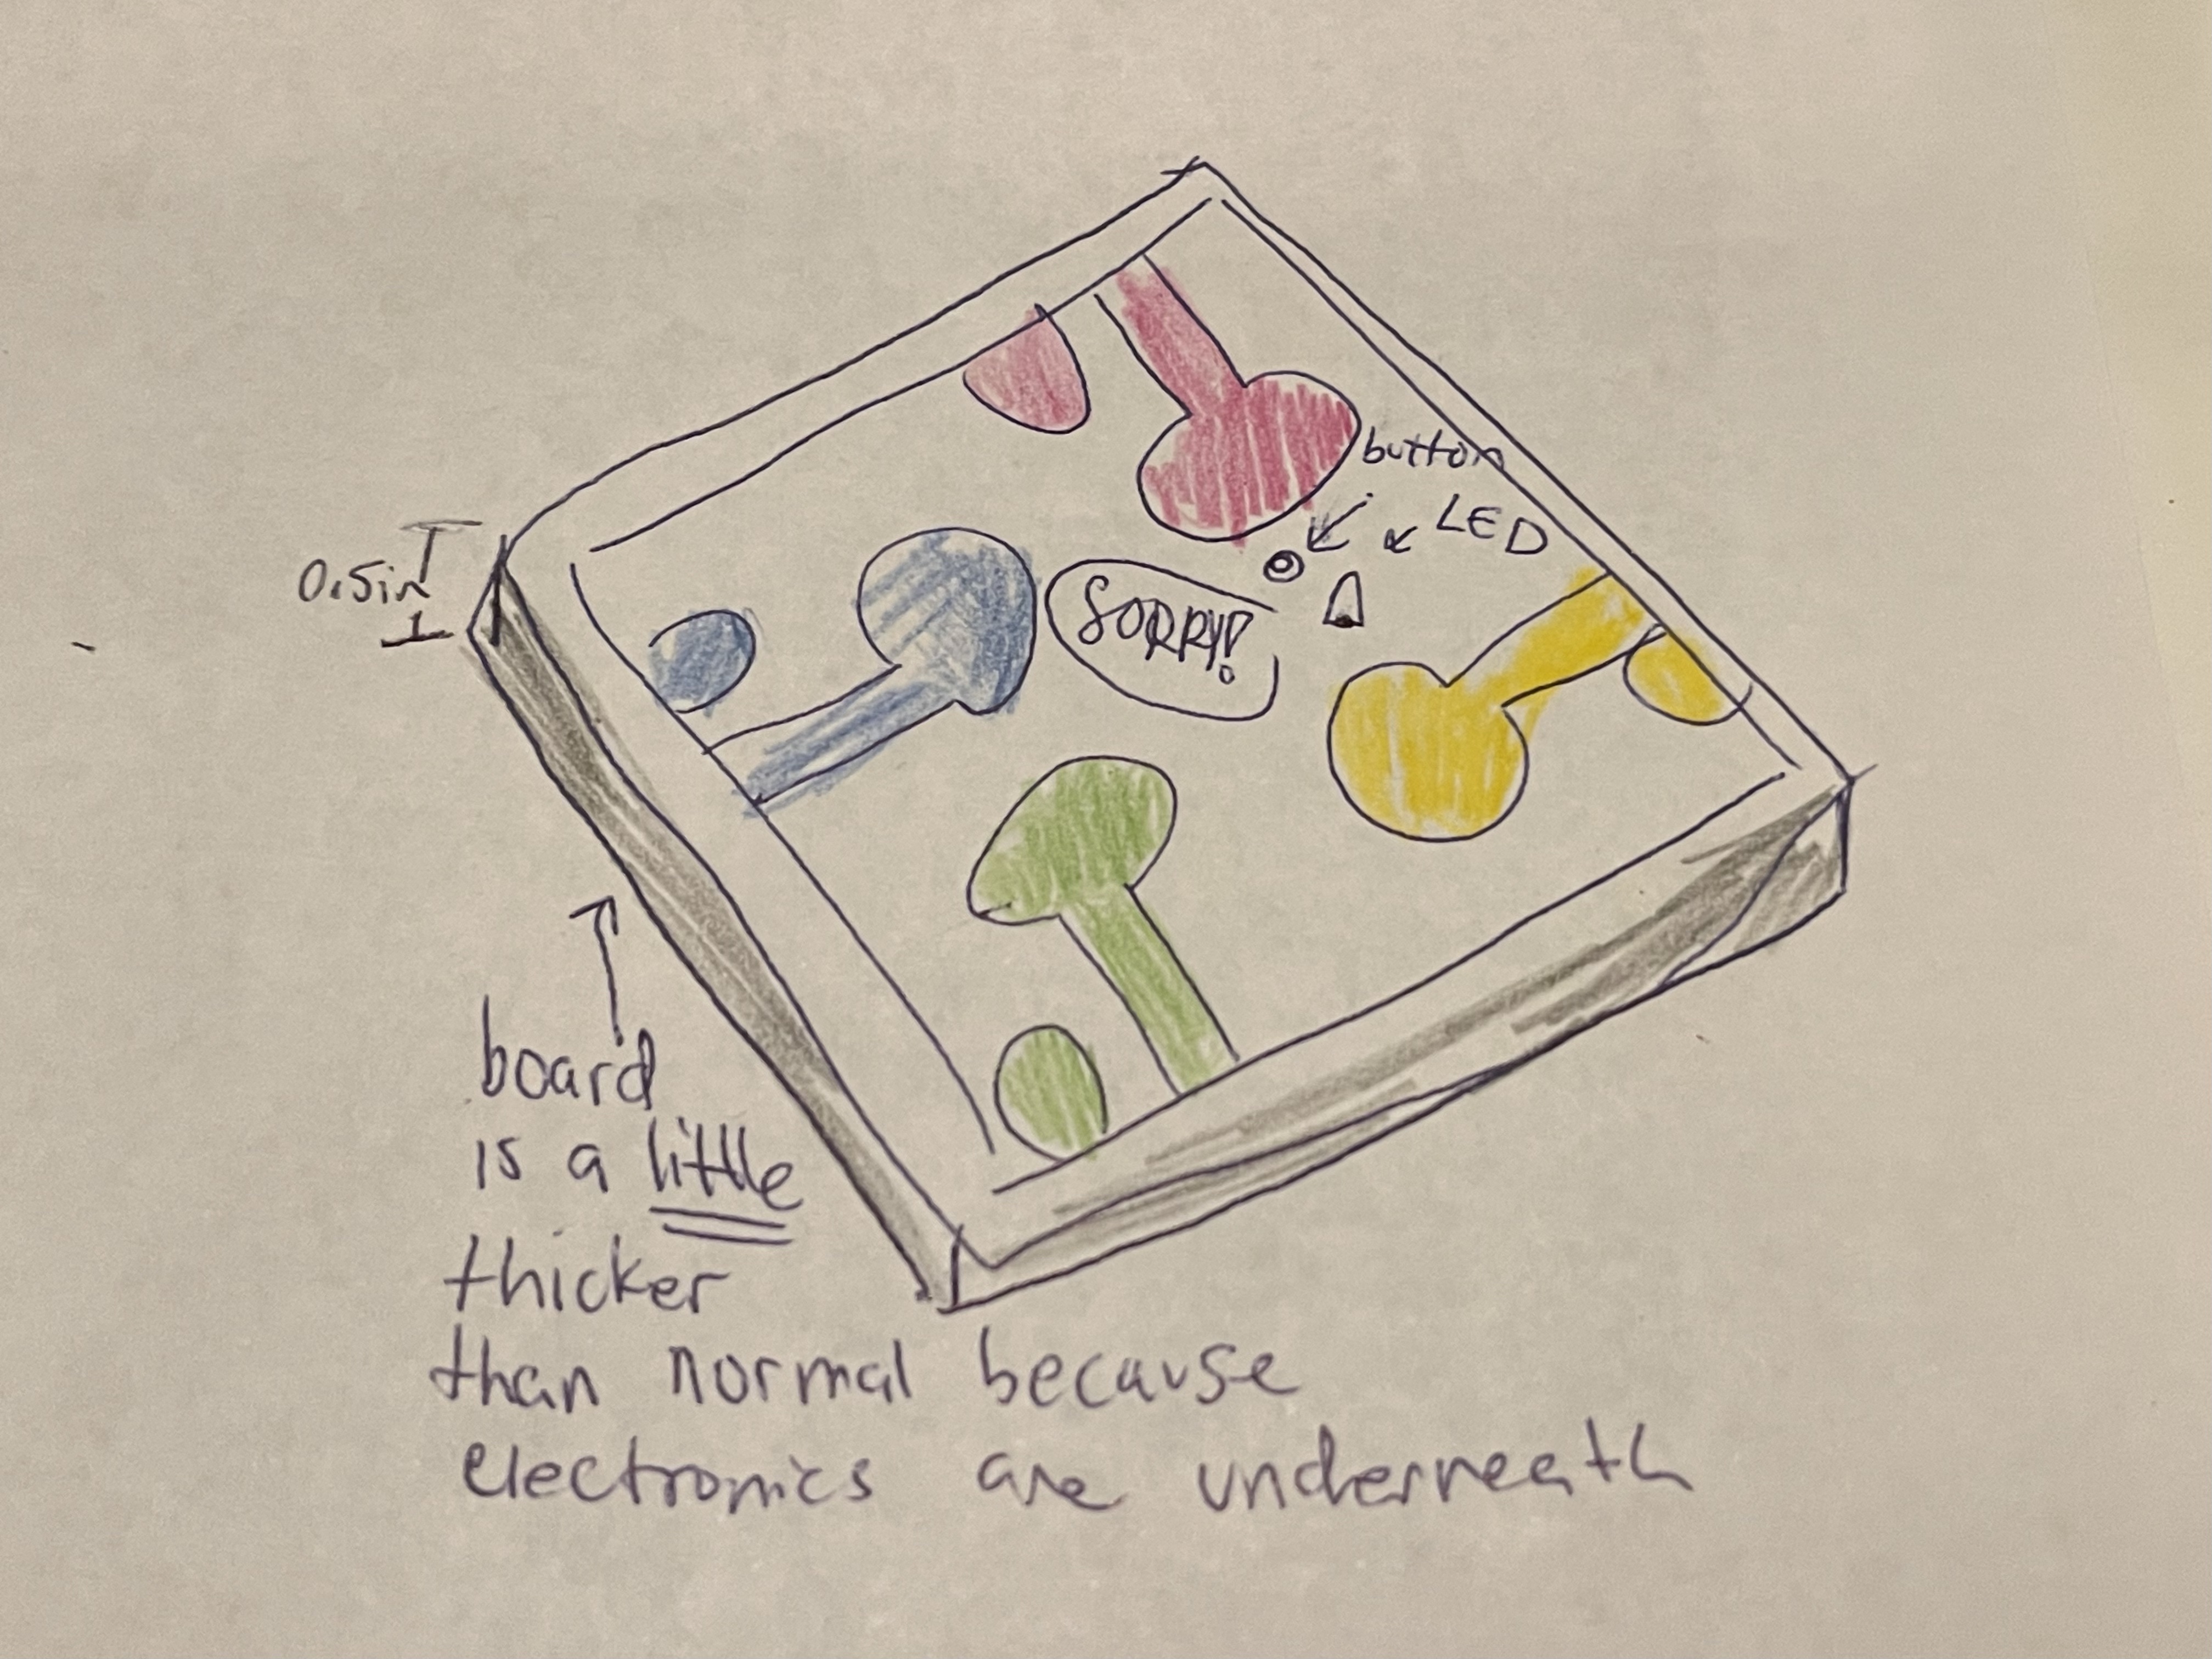 button
LED
0.5in
SORRY!
board
is a little
thicker
than normal because
electronics are underneath